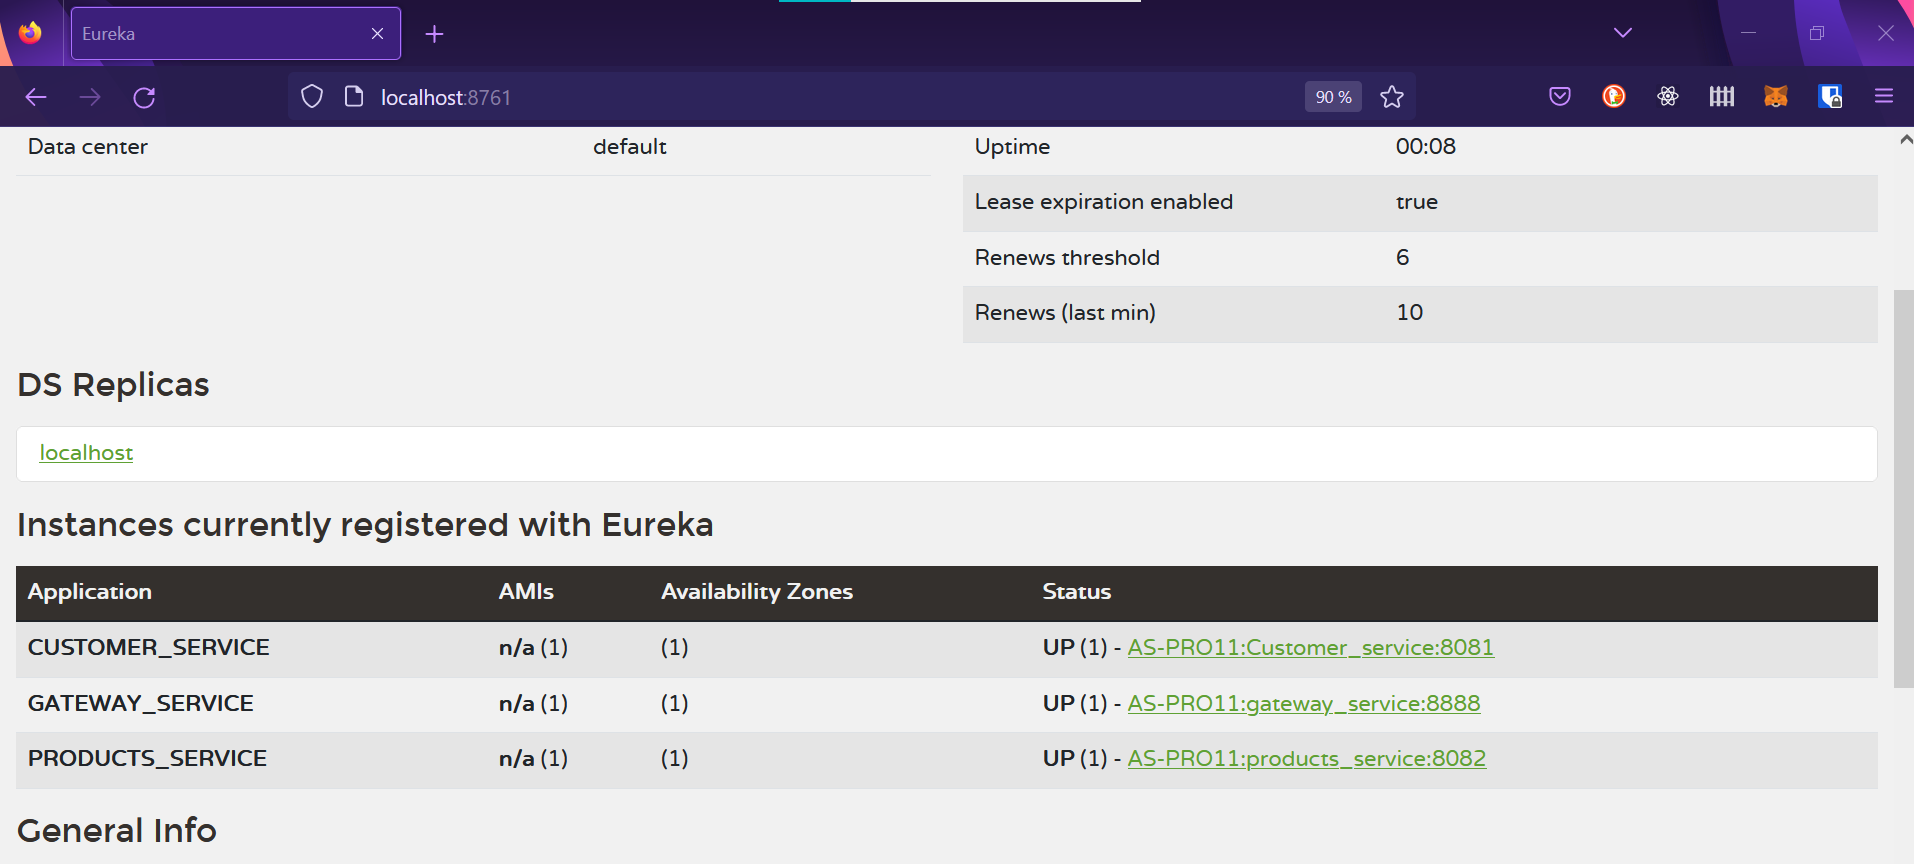 Eureka
localhost:8761
90 %
Data center default
Uptime 00:08
Lease expiration enabled true
Renews threshold 6
Renews (last min) 10
DS Replicas
localhost
Instances currently registered with Eureka
Application AMIs Availability Zones Status
CUSTOMER_SERVICE n/a (1) (1) UP (1) - AS-PRO11:Customer_service:8081
GATEWAY_SERVICE n/a (1) (1) UP (1) - AS-PRO11:gateway_service:8888
PRODUCTS_SERVICE n/a (1) (1) UP (1) - AS-PRO11:products_service:8082
General Info